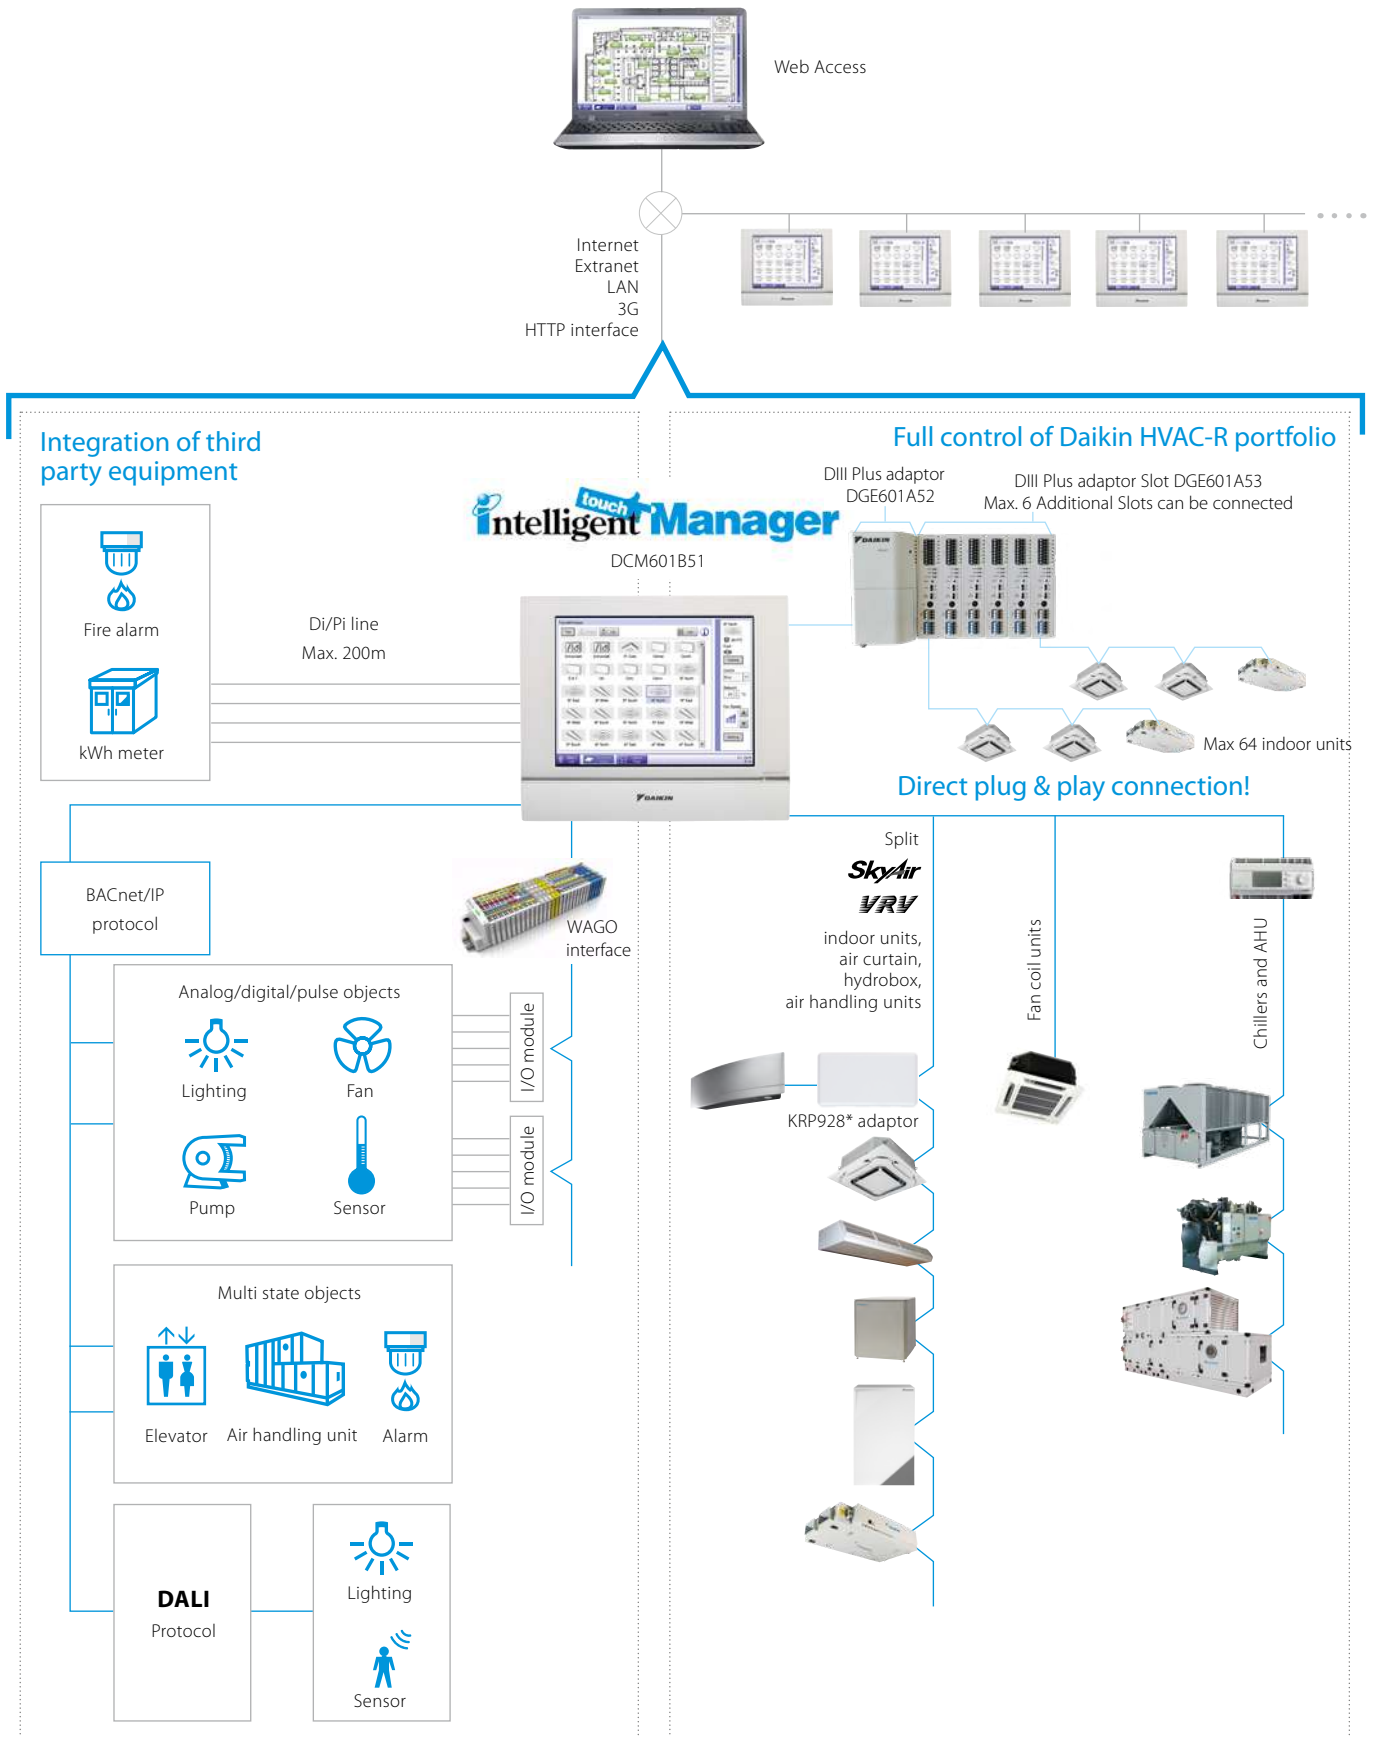 Web Access
Internet
Extranet
LAN
3G
HTTP interface
Integration of third
party equipment
Full control of Daikin HVAC-R portfolio
DIII Plus adaptor
DGE601A52
DIII Plus adaptor Slot DGE601A53
Max. 6 Additional Slots can be connected
intelligent touch Manager
DCM601B51
DAIKIN
Fire alarm
kWh meter
Di/Pi line
Max. 200m
DAIKIN
Max 64 indoor units
Direct plug & play connection!
BACnet/IP
protocol
WAGO
interface
Split
SkyAir
VRV
indoor units,
air curtain,
hydrobox,
air handling units
Fan coil units
Chillers and AHU
Analog/digital/pulse objects
Lighting
Fan
Pump
Sensor
I/O module
I/O module
KRP928* adaptor
Multi state objects
Elevator
Air handling unit
Alarm
DALI
Protocol
Lighting
Sensor